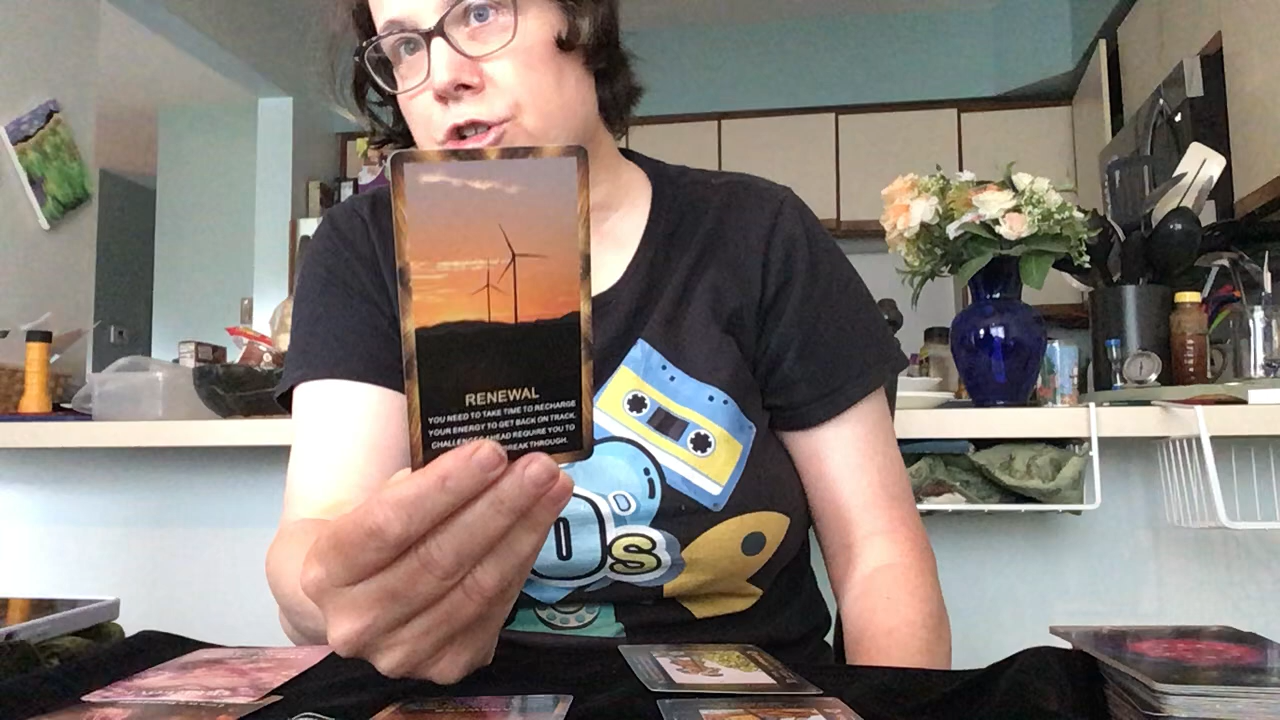 RENEWAL
YOU NEED TO TAKE TIME TO RECHARGE
YOUR ENERGY TO GET BACK ON TRACK.
CHALLENGES AHEAD REQUIRE YOU TO
BREAK THROUGH.
i
0s